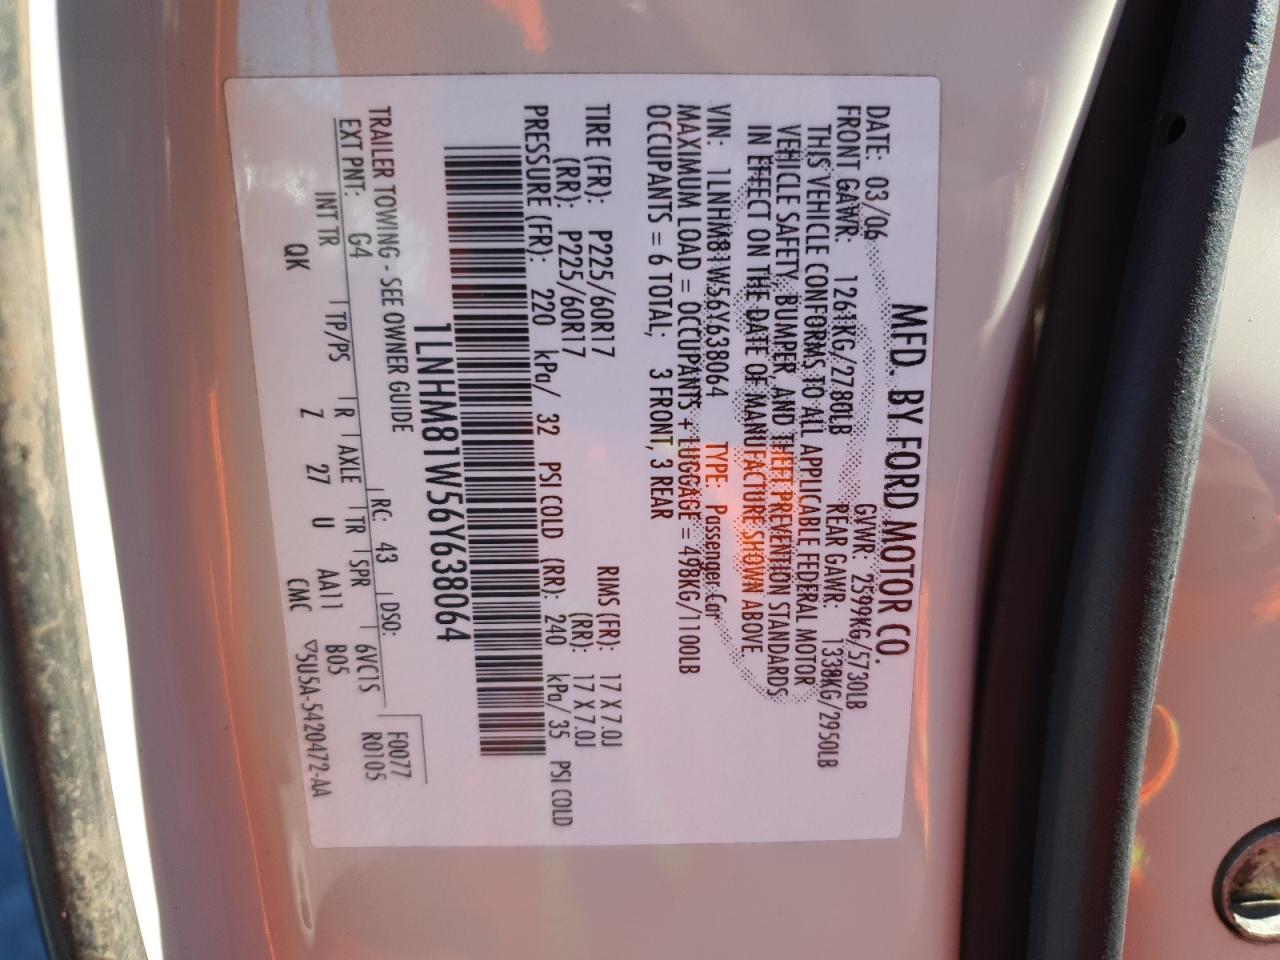 MFD. BY FORD MOTOR CO.
DATE: 03/06 GVWR: 2599KG/5730LB
FRONT GAWR: 1261KG/2780LB REAR GAWR: 1338KG/2950LB
THIS VEHICLE CONFORMS TO ALL APPLICABLE FEDERAL MOTOR
VEHICLE SAFETY, BUMPER, AND THEFT PREVENTION STANDARDS
IN EFFECT ON THE DATE OF MANUFACTURE SHOWN ABOVE.
VIN: 1LNHM81W56Y638064 TYPE: Passenger Car
MAXIMUM LOAD = OCCUPANTS + LUGGAGE = 498KG/1100LB
OCCUPANTS = 6 TOTAL, 3 FRONT, 3 REAR
TIRE (FR): P225/60R17 RIMS (FR): 17 X 7.0J
(RR): P225/60R17 (RR): 17 X 7.0J
PRESSURE (FR): 220 kPa/ 32 PSI COLD (RR): 240 kPa/ 35 PSI COLD
1LNHM81W56Y638064
F0077
TRAILER TOWING - SEE OWNER GUIDE R0105
EXT PNT: G4 RC: 43 DSO:
INT TR TP/PS R AXLE TR SPR 6VC1S
QK Z 27 U AA11 B05
CMC ▽5U5A-5420472-AA